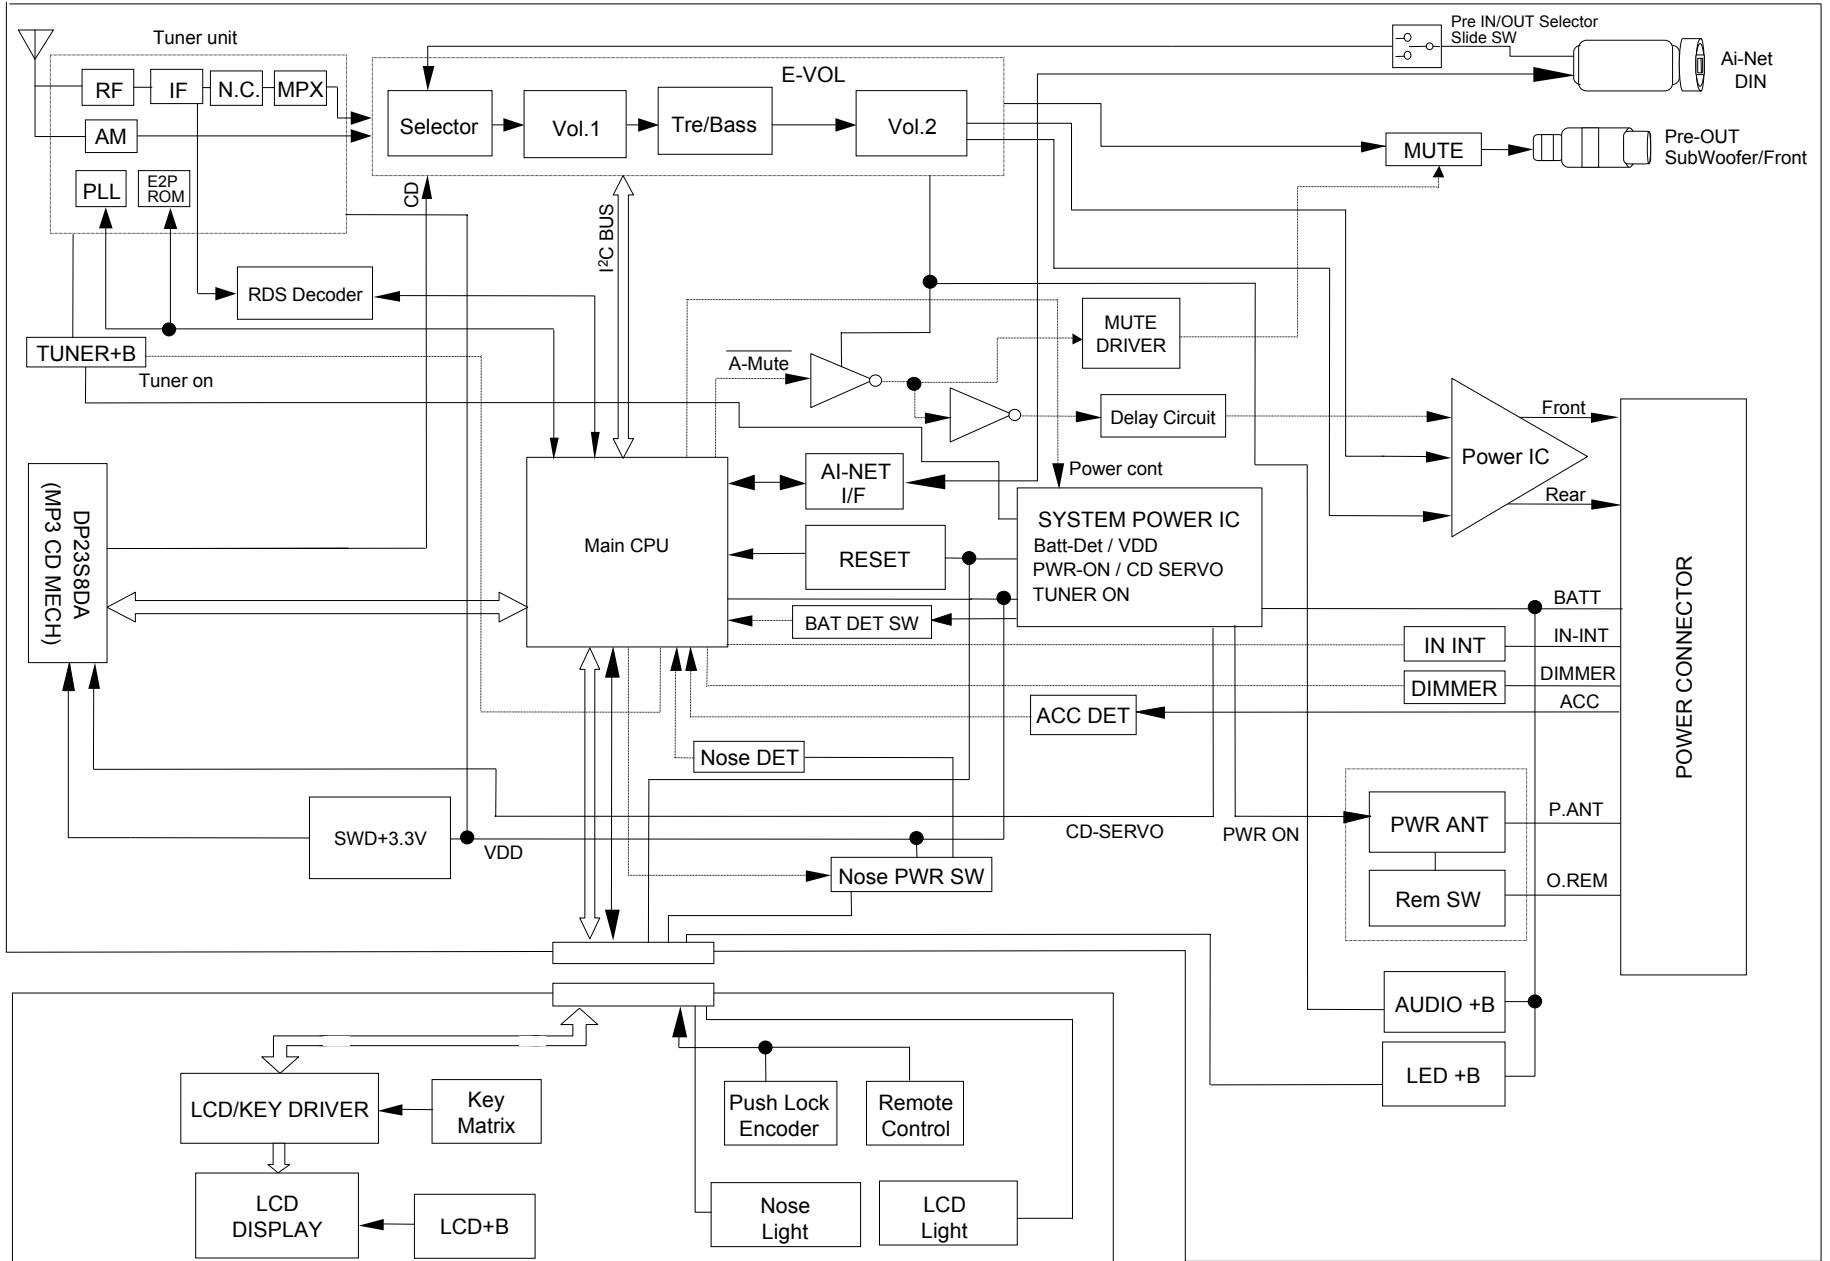 Tuner unit
RF
IF
N.C.
MPX
AM
PLL
E2P
ROM
E-VOL
Selector
Vol.1
Tre/Bass
Vol.2
Pre IN/OUT Selector
Slide SW
Ai-Net
DIN
MUTE
Pre-OUT
SubWoofer/Front
CD
I²C BUS
RDS Decoder
TUNER+B
Tuner on
A-Mute
MUTE
DRIVER
Delay Circuit
Power IC
Front
Rear
DP23S8DA
(MP3 CD MECH)
Main CPU
AI-NET
I/F
RESET
BAT DET SW
Power cont
SYSTEM POWER IC
Batt-Det / VDD
PWR-ON / CD SERVO
TUNER ON
POWER CONNECTOR
BATT
IN INT
IN-INT
DIMMER
DIMMER
ACC DET
ACC
Nose DET
SWD+3.3V
VDD
CD-SERVO
PWR ON
Nose PWR SW
PWR ANT
P.ANT
Rem SW
O.REM
AUDIO +B
LED +B
LCD/KEY DRIVER
Key
Matrix
Push Lock
Encoder
Remote
Control
LCD
DISPLAY
LCD+B
Nose
Light
LCD
Light